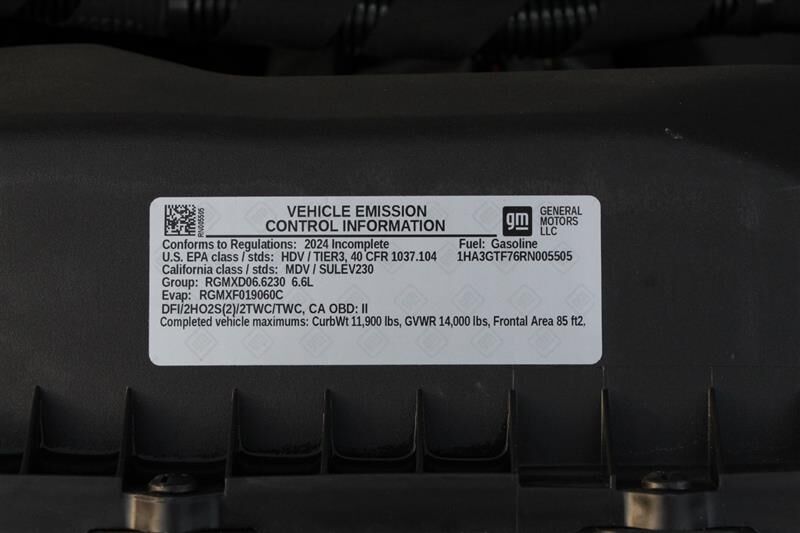 VEHICLE EMISSION
CONTROL INFORMATION
gm
GENERAL
MOTORS
LLC
RN005505
Conforms to Regulations: 2024 Incomplete Fuel: Gasoline
U.S. EPA class / stds: HDV / TIER3, 40 CFR 1037.104 1HA3GTF76RN005505
California class / stds: MDV / SULEV230
Group: RGMXD06.6230 6.6L
Evap: RGMXF019060C
DFI/2HO2S(2)/2TWC/TWC, CA OBD: II
Completed vehicle maximums: CurbWt 11,900 lbs, GVWR 14,000 lbs, Frontal Area 85 ft2,